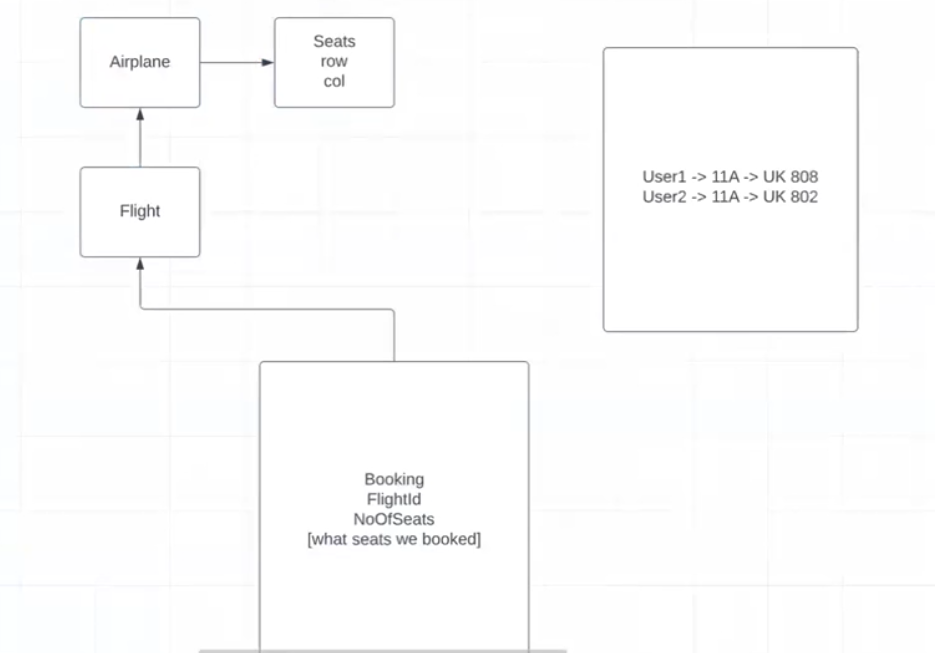 Airplane
Seats
row
col
Flight
User1 -> 11A -> UK 808
User2 -> 11A -> UK 802
Booking
FlightId
NoOfSeats
[what seats we booked]